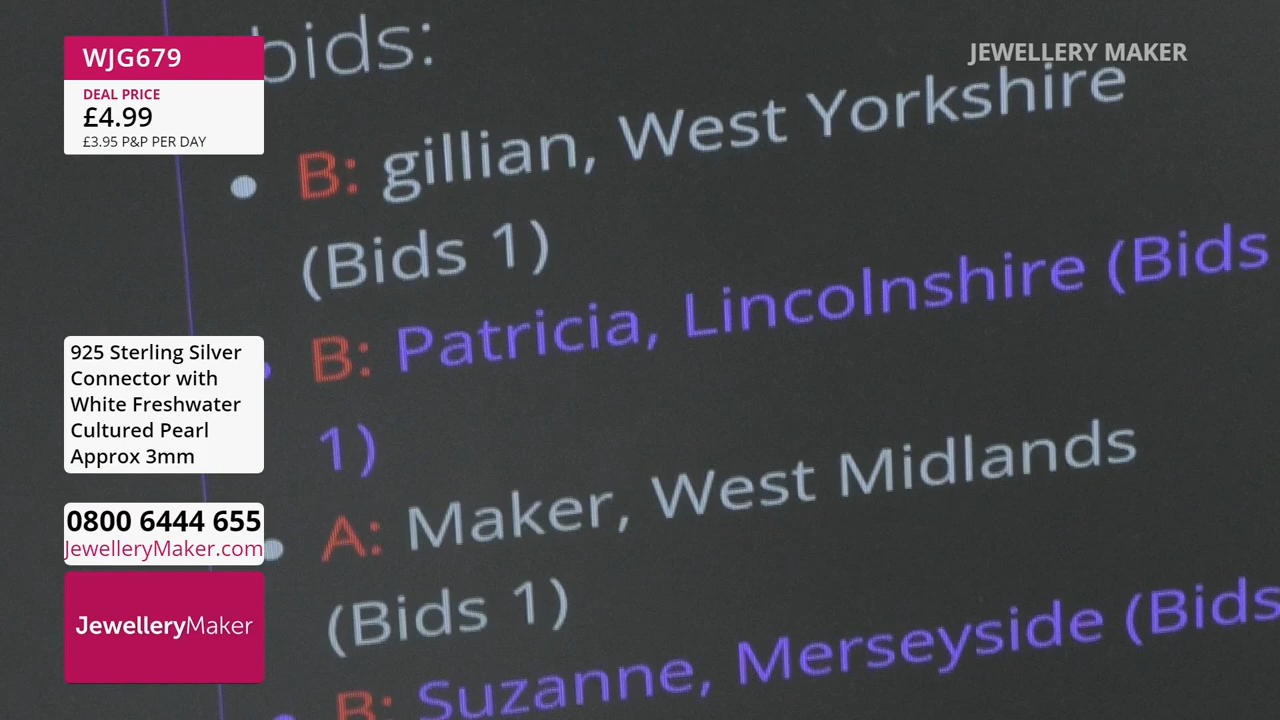 WJG679
DEAL PRICE
£4.99
£3.95 P&P PER DAY
925 Sterling Silver
Connector with
White Freshwater
Cultured Pearl
Approx 3mm
0800 6444 655
JewelleryMaker.com
JewelleryMaker
JEWELLERY MAKER
bids:
B: gillian, West Yorkshire
(Bids 1)
B: Patricia, Lincolnshire (Bids
1)
A: Maker, West Midlands
(Bids 1)
B: Suzanne, Merseyside (Bids